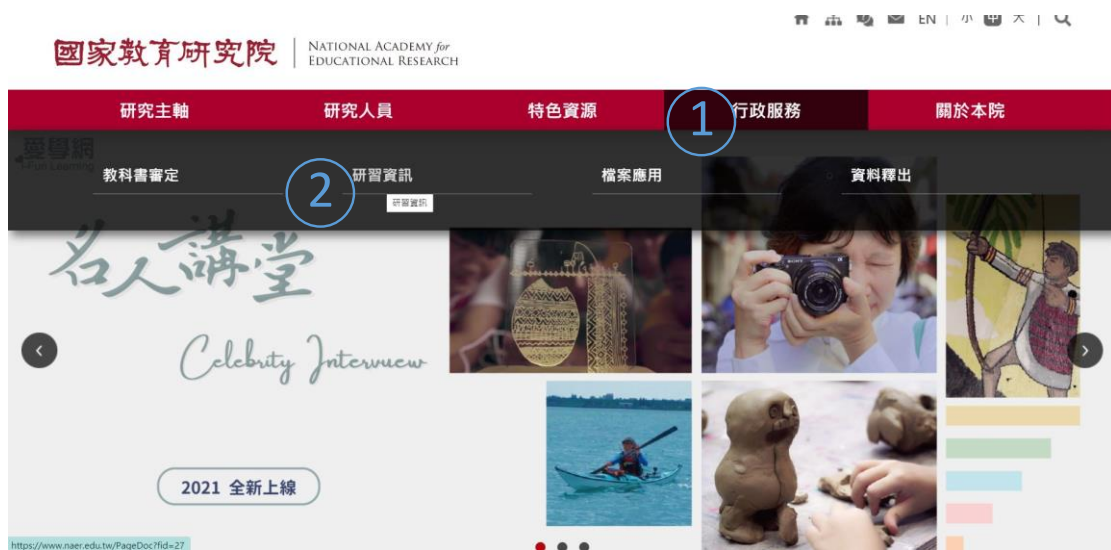 EN | 小 中 大 |
國家教育研究院
NATIONAL ACADEMY for
EDUCATIONAL RESEARCH
研究主軸 研究人員 特色資源 1 行政服務 關於本院
愛學網
教科書審定 2 研習資訊 檔案應用 資料釋出
研習資訊
名人講堂
Celebrity Interview
2021 全新上線
https://www.naer.edu.tw/PageDoc?fid=27